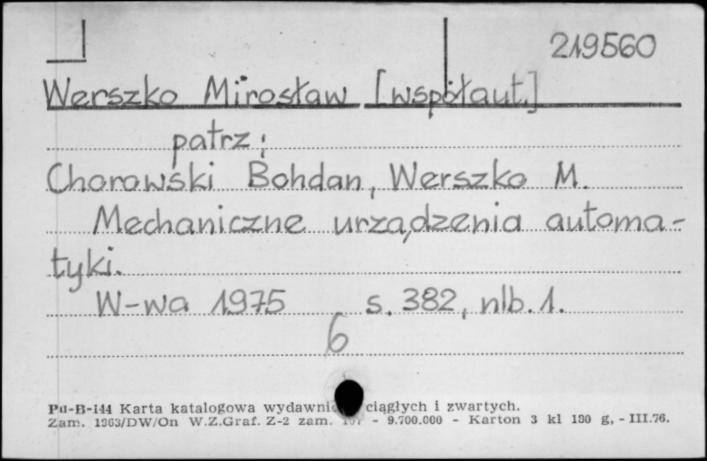 219560
Werszko Mirosław [współaut.]
patrz:
Chorowski Bohdan, Werszko M.
Mechaniczne urządzenia automa-
tyki.
W-wa 1975 s. 382, nlb. 1.
6
Pu-B-144 Karta katalogowa ciągłych i zwartych.
Zam. 1963/DW/On W.Z.Graf. Z-2 zam. - 9.700.000 - Karton 3 kl 180 g, - III.76.